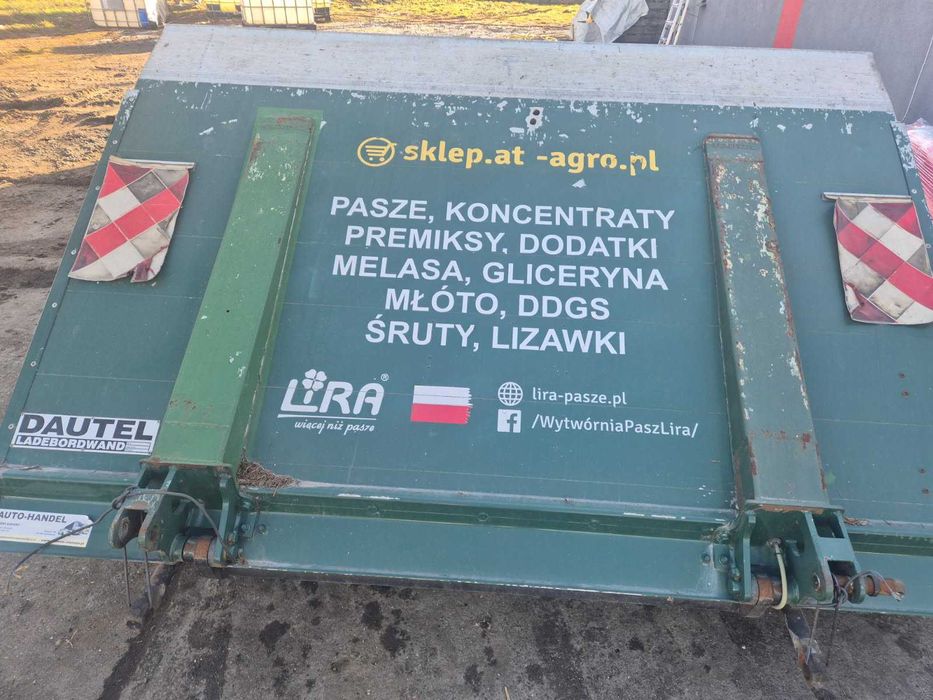 sklep.at -agro.pl
PASZE, KONCENTRATY
PREMIKSY, DODATKI
MELASA, GLICERYNA
MŁÓTO, DDGS
ŚRUTY, LIZAWKI
LIRA®
więcej niż pasze
lira-pasze.pl
/WytwórniaPaszLira/
DAUTEL
LADEBORDWAND
AUTO-HANDEL